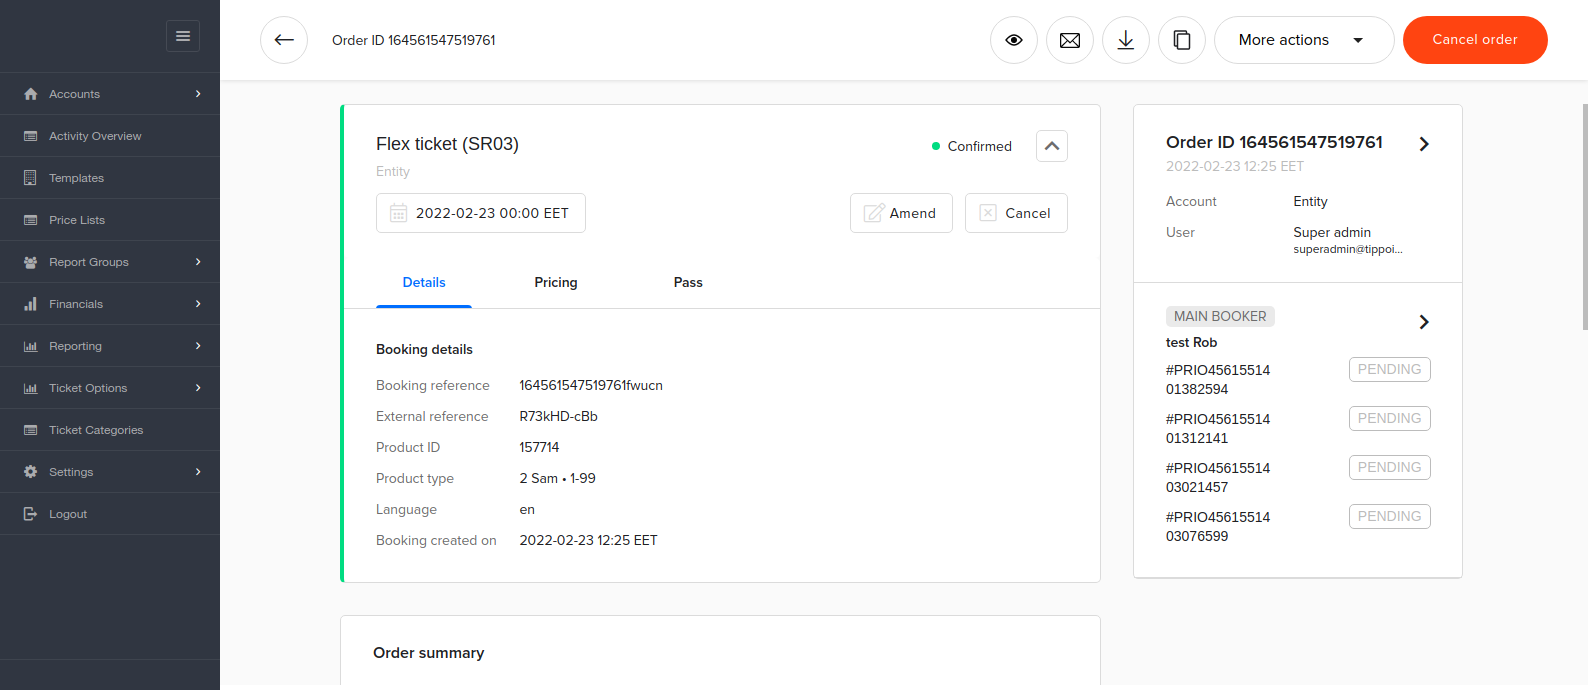 Order ID 164561547519761
More actions
Cancel order
Accounts
Activity Overview
Templates
Price Lists
Report Groups
Financials
Reporting
Ticket Options
Ticket Categories
Settings
Logout
Flex ticket (SR03)
Confirmed
Entity
2022-02-23 00:00 EET
Amend
Cancel
Details
Pricing
Pass
Booking details
Booking reference 164561547519761fwucn
External reference R73kHD-cBb
Product ID 157714
Product type 2 Sam • 1-99
Language en
Booking created on 2022-02-23 12:25 EET
Order summary
Order ID 164561547519761
2022-02-23 12:25 EET
Account Entity
User Super admin
superadmin@tippoi...
MAIN BOOKER
test Rob
#PRIO45615514 PENDING
01382594
#PRIO45615514 PENDING
01312141
#PRIO45615514 PENDING
03021457
#PRIO45615514 PENDING
03076599